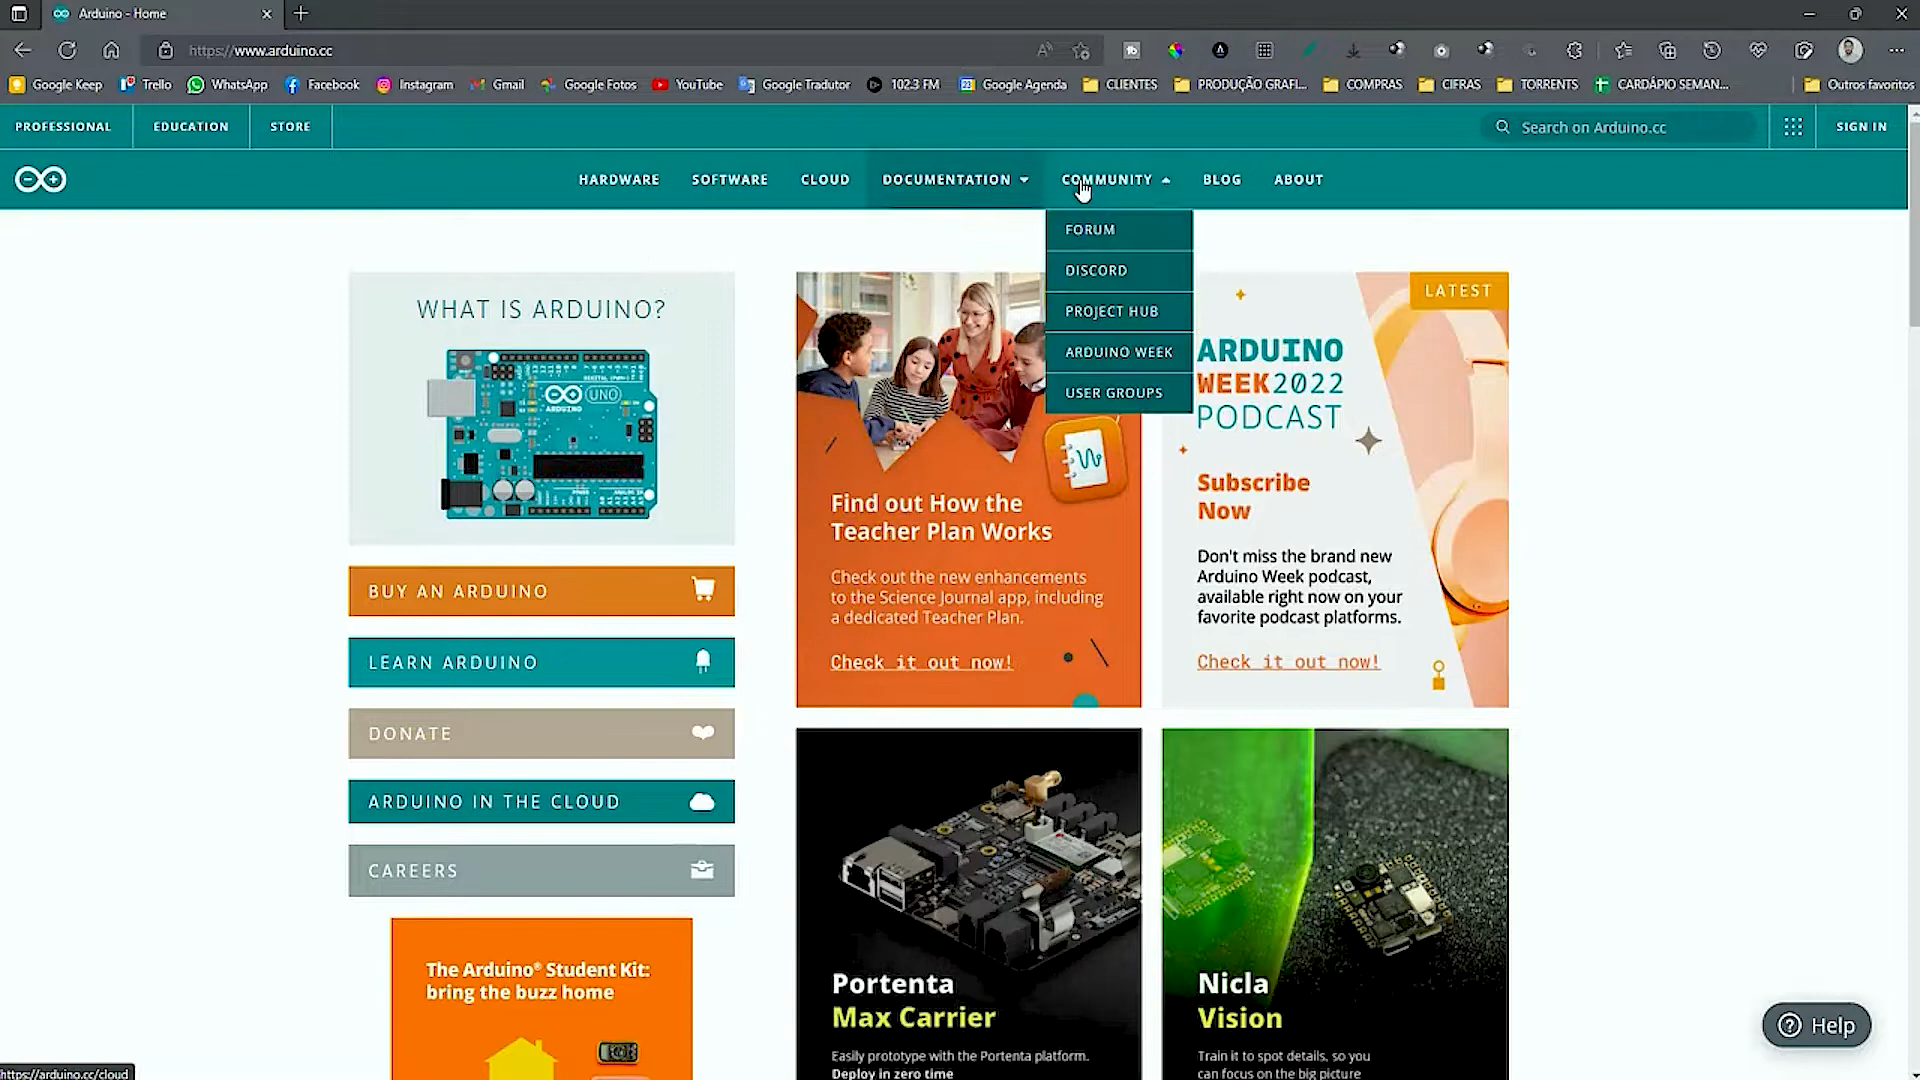 Arduino - Home
https://www.arduino.cc
Google Keep
Trello
WhatsApp
Facebook
Instagram
Gmail
Google Fotos
YouTube
Google Tradutor
102.3 FM
Google Agenda
CLIENTES
PRODUÇÃO GRAFI...
COMPRAS
CIFRAS
TORRENTS
CARDÁPIO SEMAN...
Outros favoritos
PROFESSIONAL
EDUCATION
STORE
Search on Arduino.cc
SIGN IN
HARDWARE
SOFTWARE
CLOUD
DOCUMENTATION
COMMUNITY
BLOG
ABOUT
FORUM
DISCORD
PROJECT HUB
ARDUINO WEEK
USER GROUPS
WHAT IS ARDUINO?
UNO
ARDUINO
BUY AN ARDUINO
LEARN ARDUINO
DONATE
ARDUINO IN THE CLOUD
CAREERS
The Arduino® Student Kit:
bring the buzz home
Find out How the
Teacher Plan Works
Check out the new enhancements
to the Science Journal app, including
a dedicated Teacher Plan.
Check it out now!
LATEST
ARDUINO
WEEK2022
PODCAST
Subscribe
Now
Don't miss the brand new
Arduino Week podcast,
available right now on your
favorite podcast platforms.
Check it out now!
Portenta
Max Carrier
Easily prototype with the Portenta platform.
Deploy in zero time
Nicla
Vision
Train it to spot details, so you
can focus on the big picture
Help
https://arduino.cc/cloud